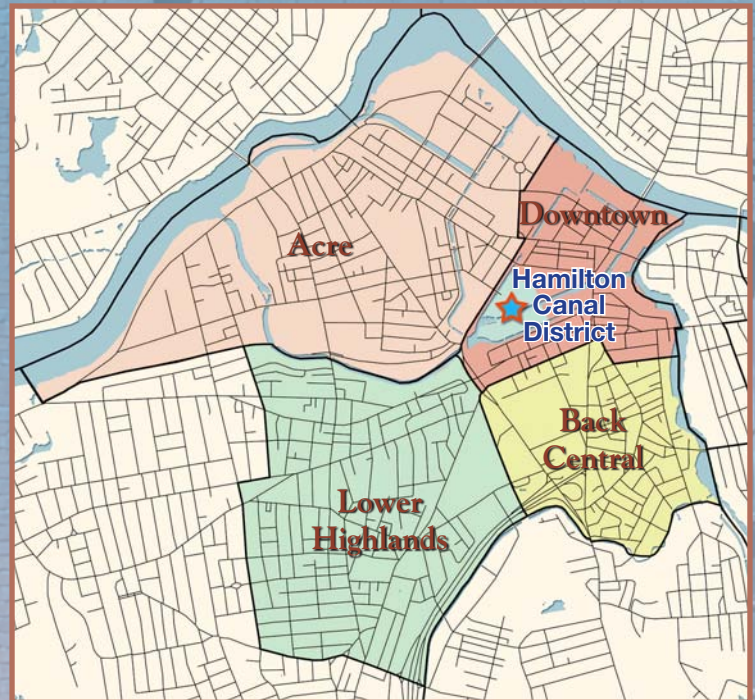 Downtown
Acre
Hamilton
Canal
District
Back
Central
Lower
Highlands